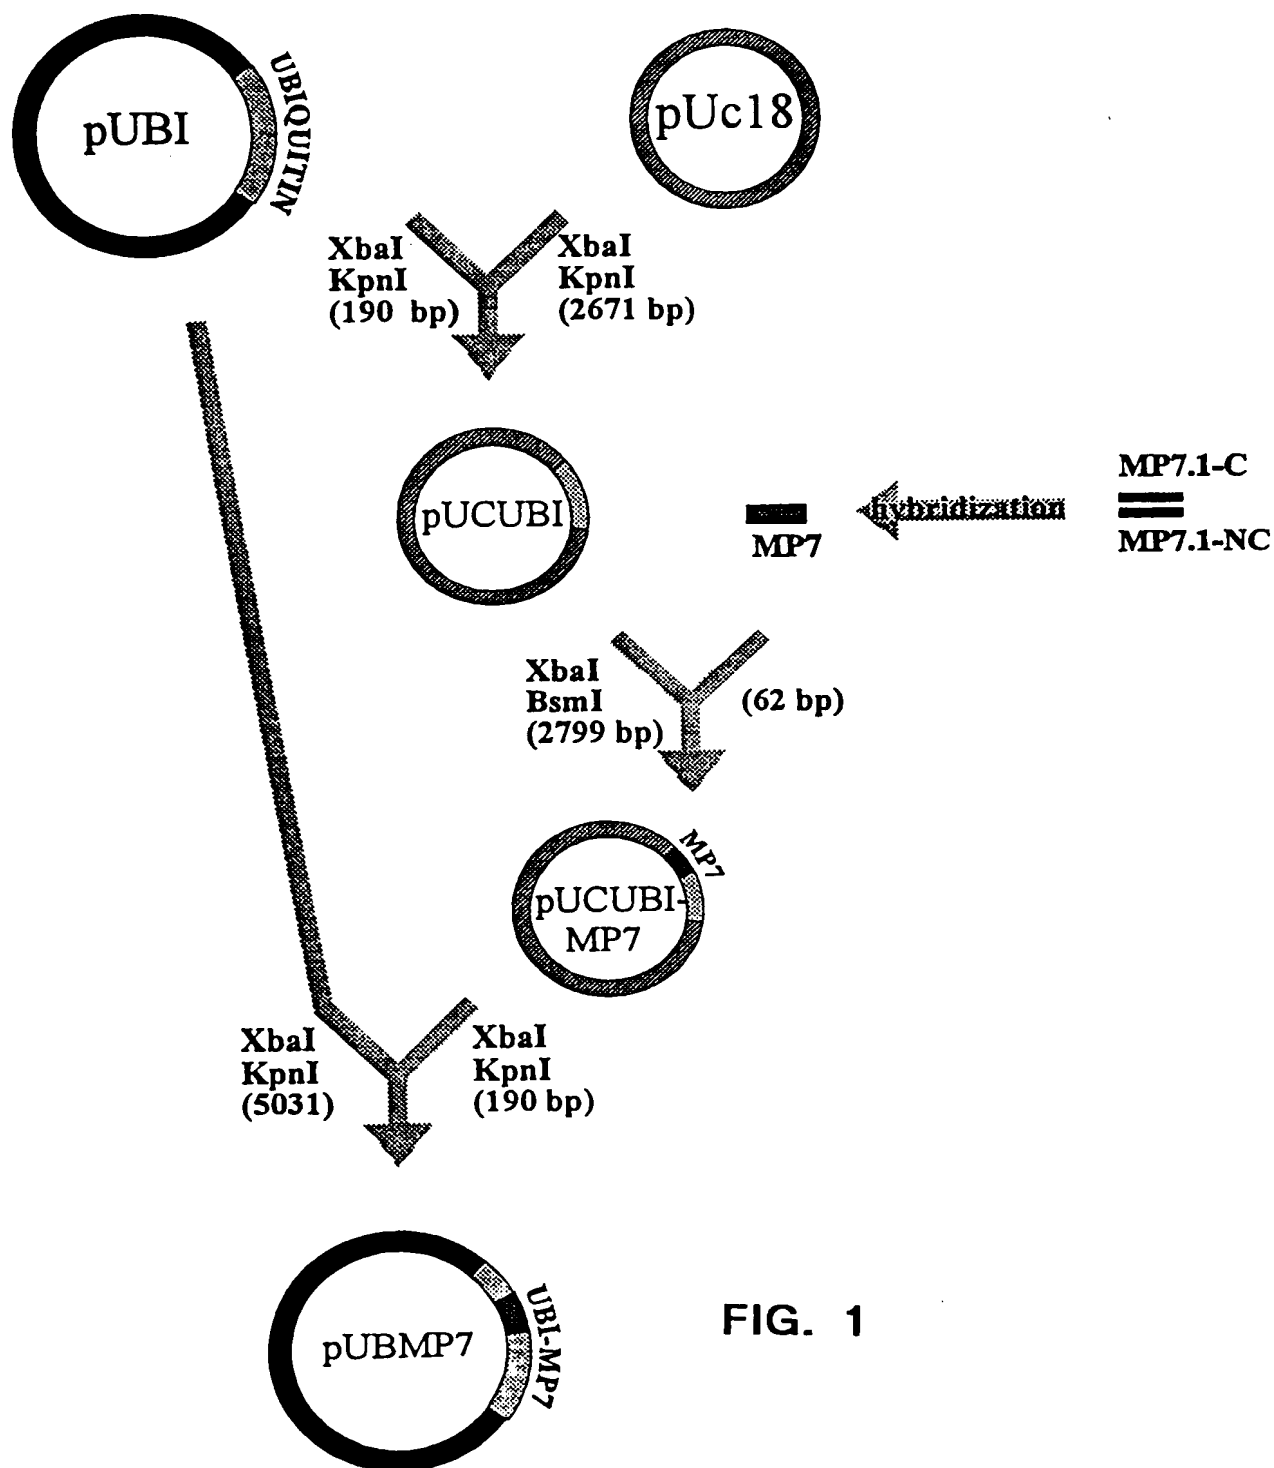 pUBI
UBIQUITIN
pUc18
XbaI
KpnI
(190 bp)
XbaI
KpnI
(2671 bp)
pUCUBI
MP7
hybridization
MP7.1-C
MP7.1-NC
XbaI
BsmI
(2799 bp)
(62 bp)
MP7
pUCUBI-
MP7
XbaI
KpnI
(5031)
XbaI
KpnI
(190 bp)
pUBMP7
UBI-MP7
FIG. 1